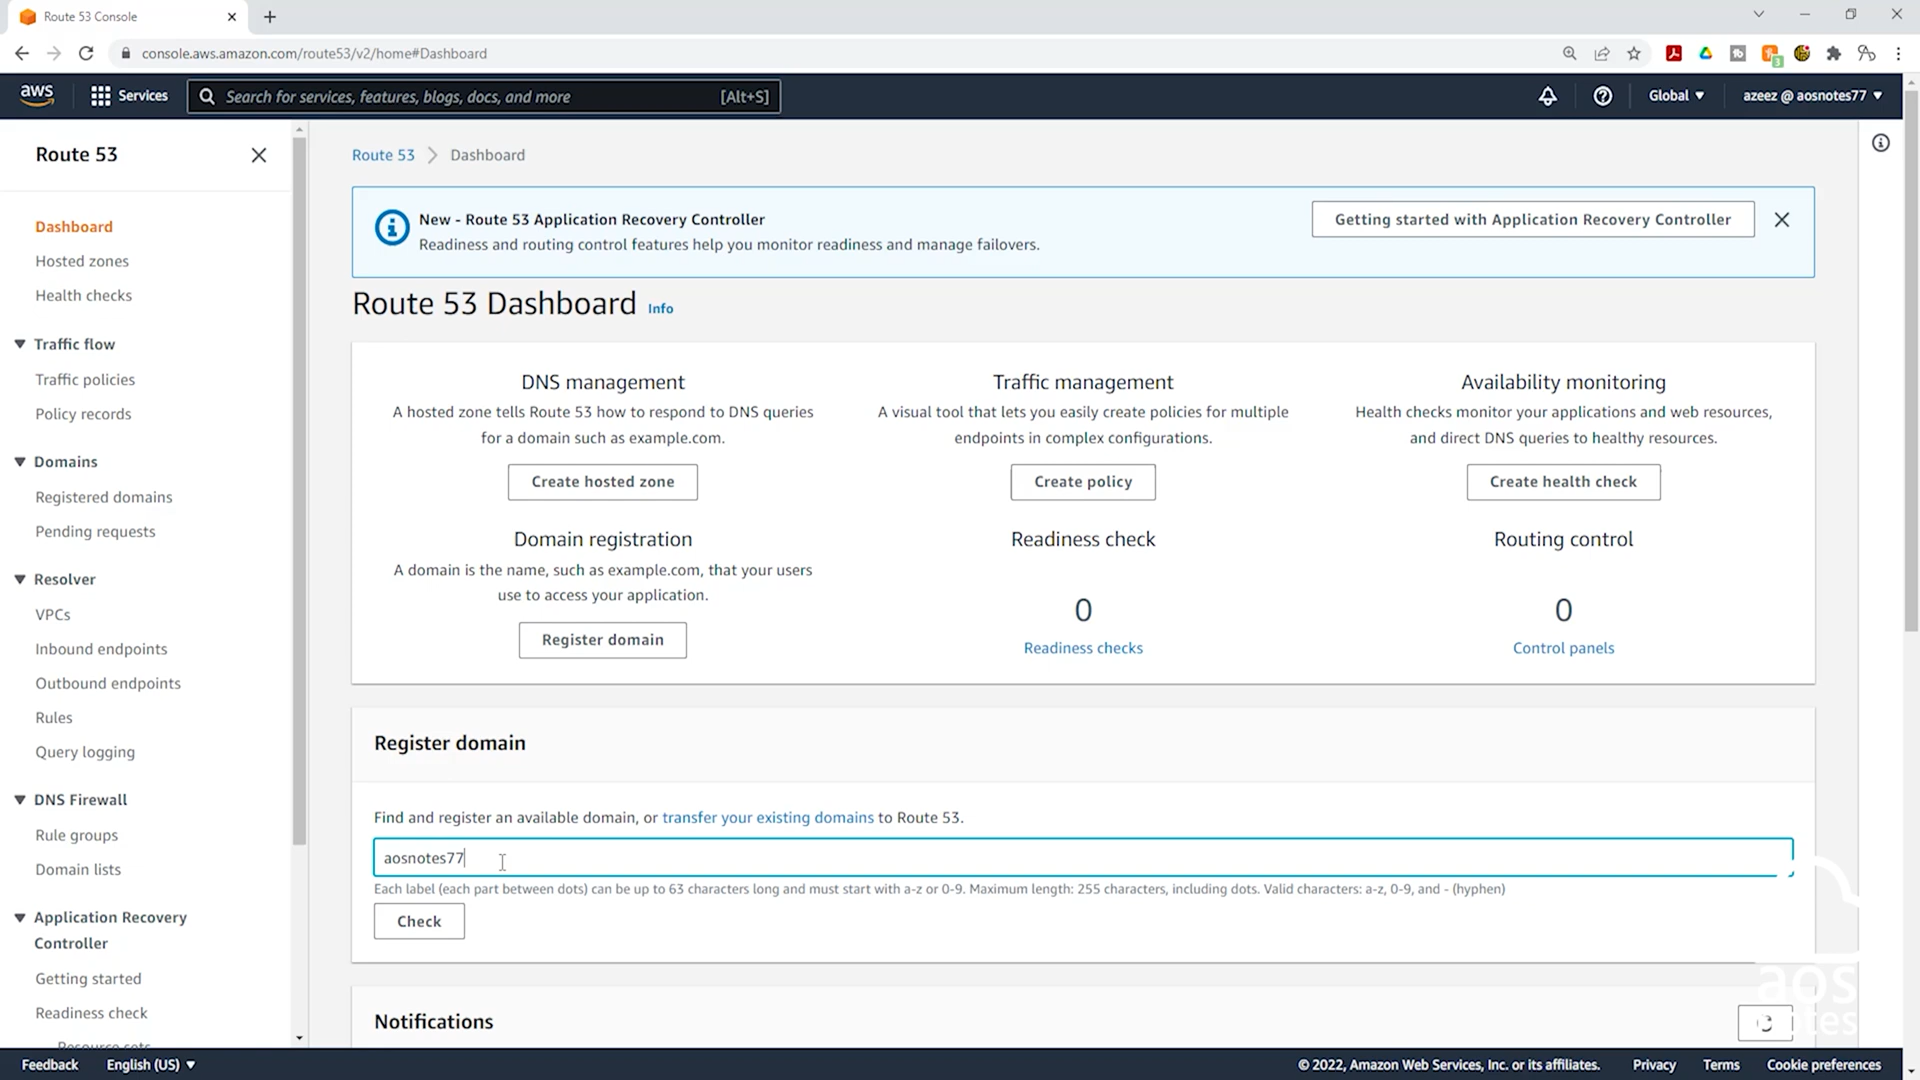 Route 53 Console
console.aws.amazon.com/route53/v2/home#Dashboard
3
aws
Services
Search for services, features, blogs, docs, and more
[Alt+S]
Global
azeez @ aosnotes77
Route 53
Dashboard
Hosted zones
Health checks
Traffic flow
Traffic policies
Policy records
Domains
Registered domains
Pending requests
Resolver
VPCs
Inbound endpoints
Outbound endpoints
Rules
Query logging
DNS Firewall
Rule groups
Domain lists
Application Recovery
Controller
Getting started
Readiness check
Resource sets
Route 53 > Dashboard
New - Route 53 Application Recovery Controller
Readiness and routing control features help you monitor readiness and manage failovers.
Getting started with Application Recovery Controller
Route 53 Dashboard Info
DNS management
A hosted zone tells Route 53 how to respond to DNS queries
for a domain such as example.com.
Create hosted zone
Traffic management
A visual tool that lets you easily create policies for multiple
endpoints in complex configurations.
Create policy
Availability monitoring
Health checks monitor your applications and web resources,
and direct DNS queries to healthy resources.
Create health check
Domain registration
A domain is the name, such as example.com, that your users
use to access your application.
Register domain
Readiness check
0
Readiness checks
Routing control
0
Control panels
Register domain
Find and register an available domain, or transfer your existing domains to Route 53.
aosnotes77
Each label (each part between dots) can be up to 63 characters long and must start with a-z or 0-9. Maximum length: 255 characters, including dots. Valid characters: a-z, 0-9, and - (hyphen)
Check
Notifications
aos
Feedback
English (US)
© 2022, Amazon Web Services, Inc. or its affiliates.
Privacy
Terms
Cookie preferences